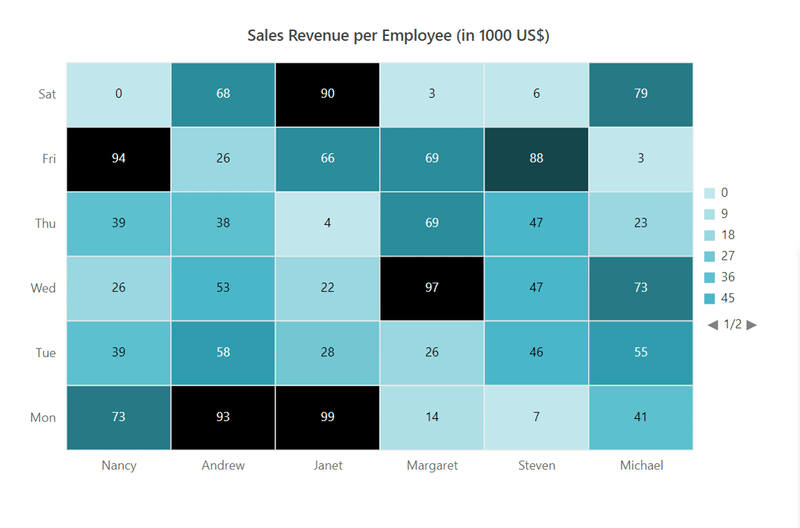 Sales Revenue per Employee (in 1000 US$)
Sat 0 68 90 3 6 79
Fri 94 26 66 69 88 3
Thu 39 38 4 69 47 23
Wed 26 53 22 97 47 73
Tue 39 58 28 26 46 55
Mon 73 93 99 14 7 41
Nancy Andrew Janet Margaret Steven Michael
0
9
18
27
36
45
1/2